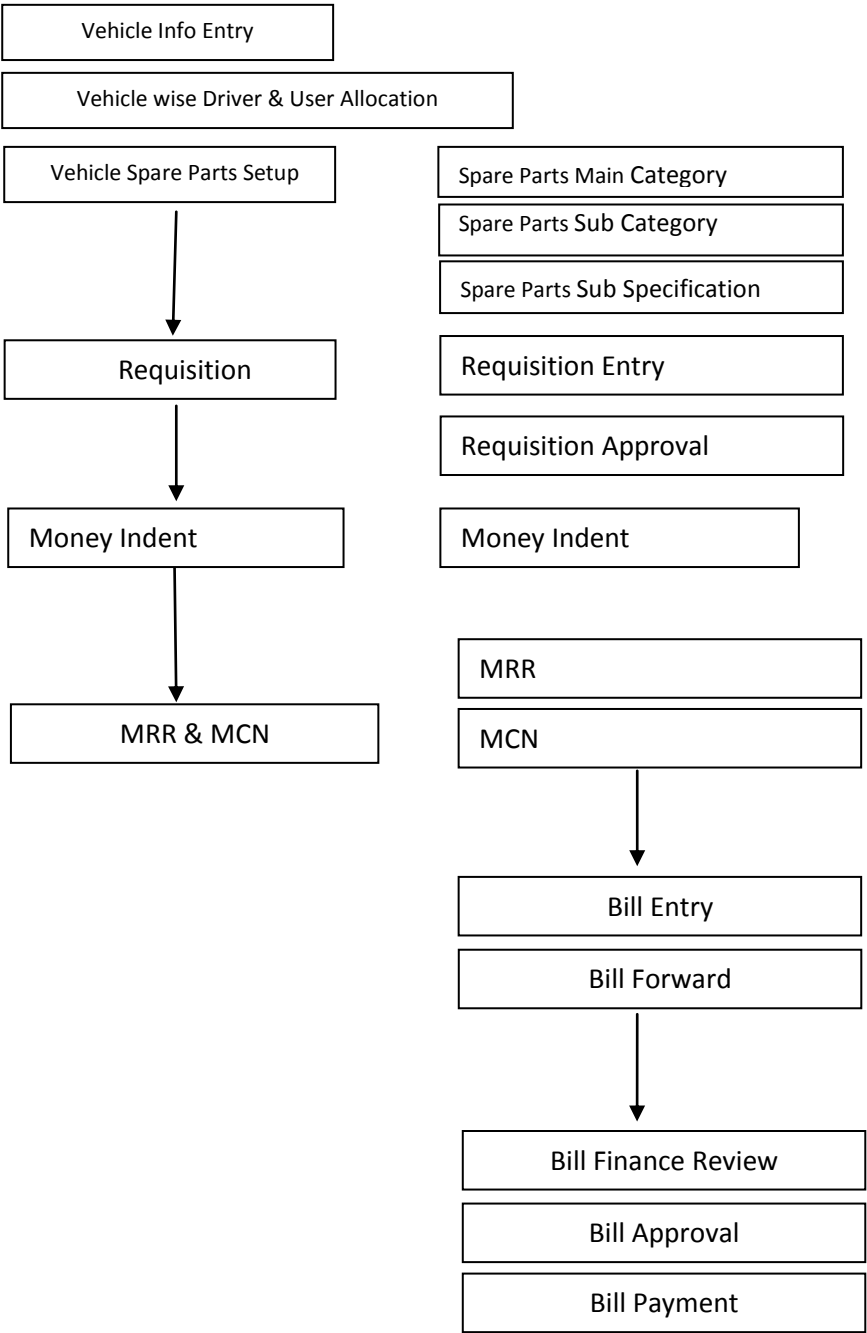 Vehicle Info Entry
Vehicle wise Driver & User Allocation
Vehicle Spare Parts Setup
Spare Parts Main Category
Spare Parts Sub Category
Spare Parts Sub Specification
Requisition
Requisition Entry
Requisition Approval
Money Indent
Money Indent
MRR
MRR & MCN
MCN
Bill Entry
Bill Forward
Bill Finance Review
Bill Approval
Bill Payment